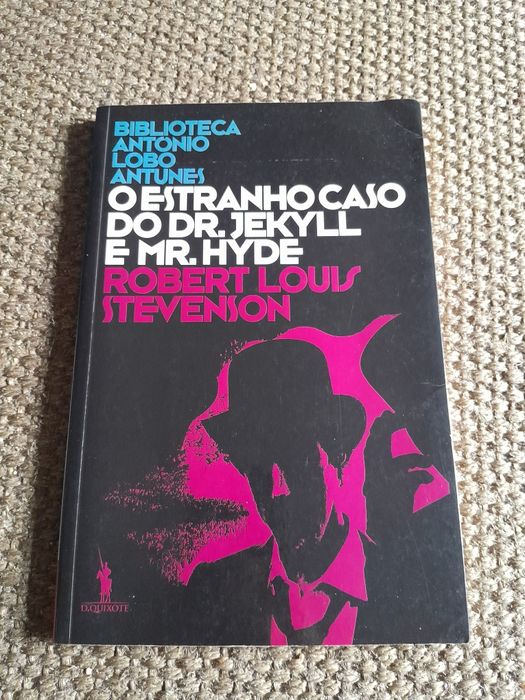 BIBLIOTECA
ANTÓNIO
LOBO
ANTUNES
O ESTRANHO CASO
DO DR. JEKYLL
E MR. HYDE
ROBERT LOUIS
STEVENSON
D. QUIXOTE